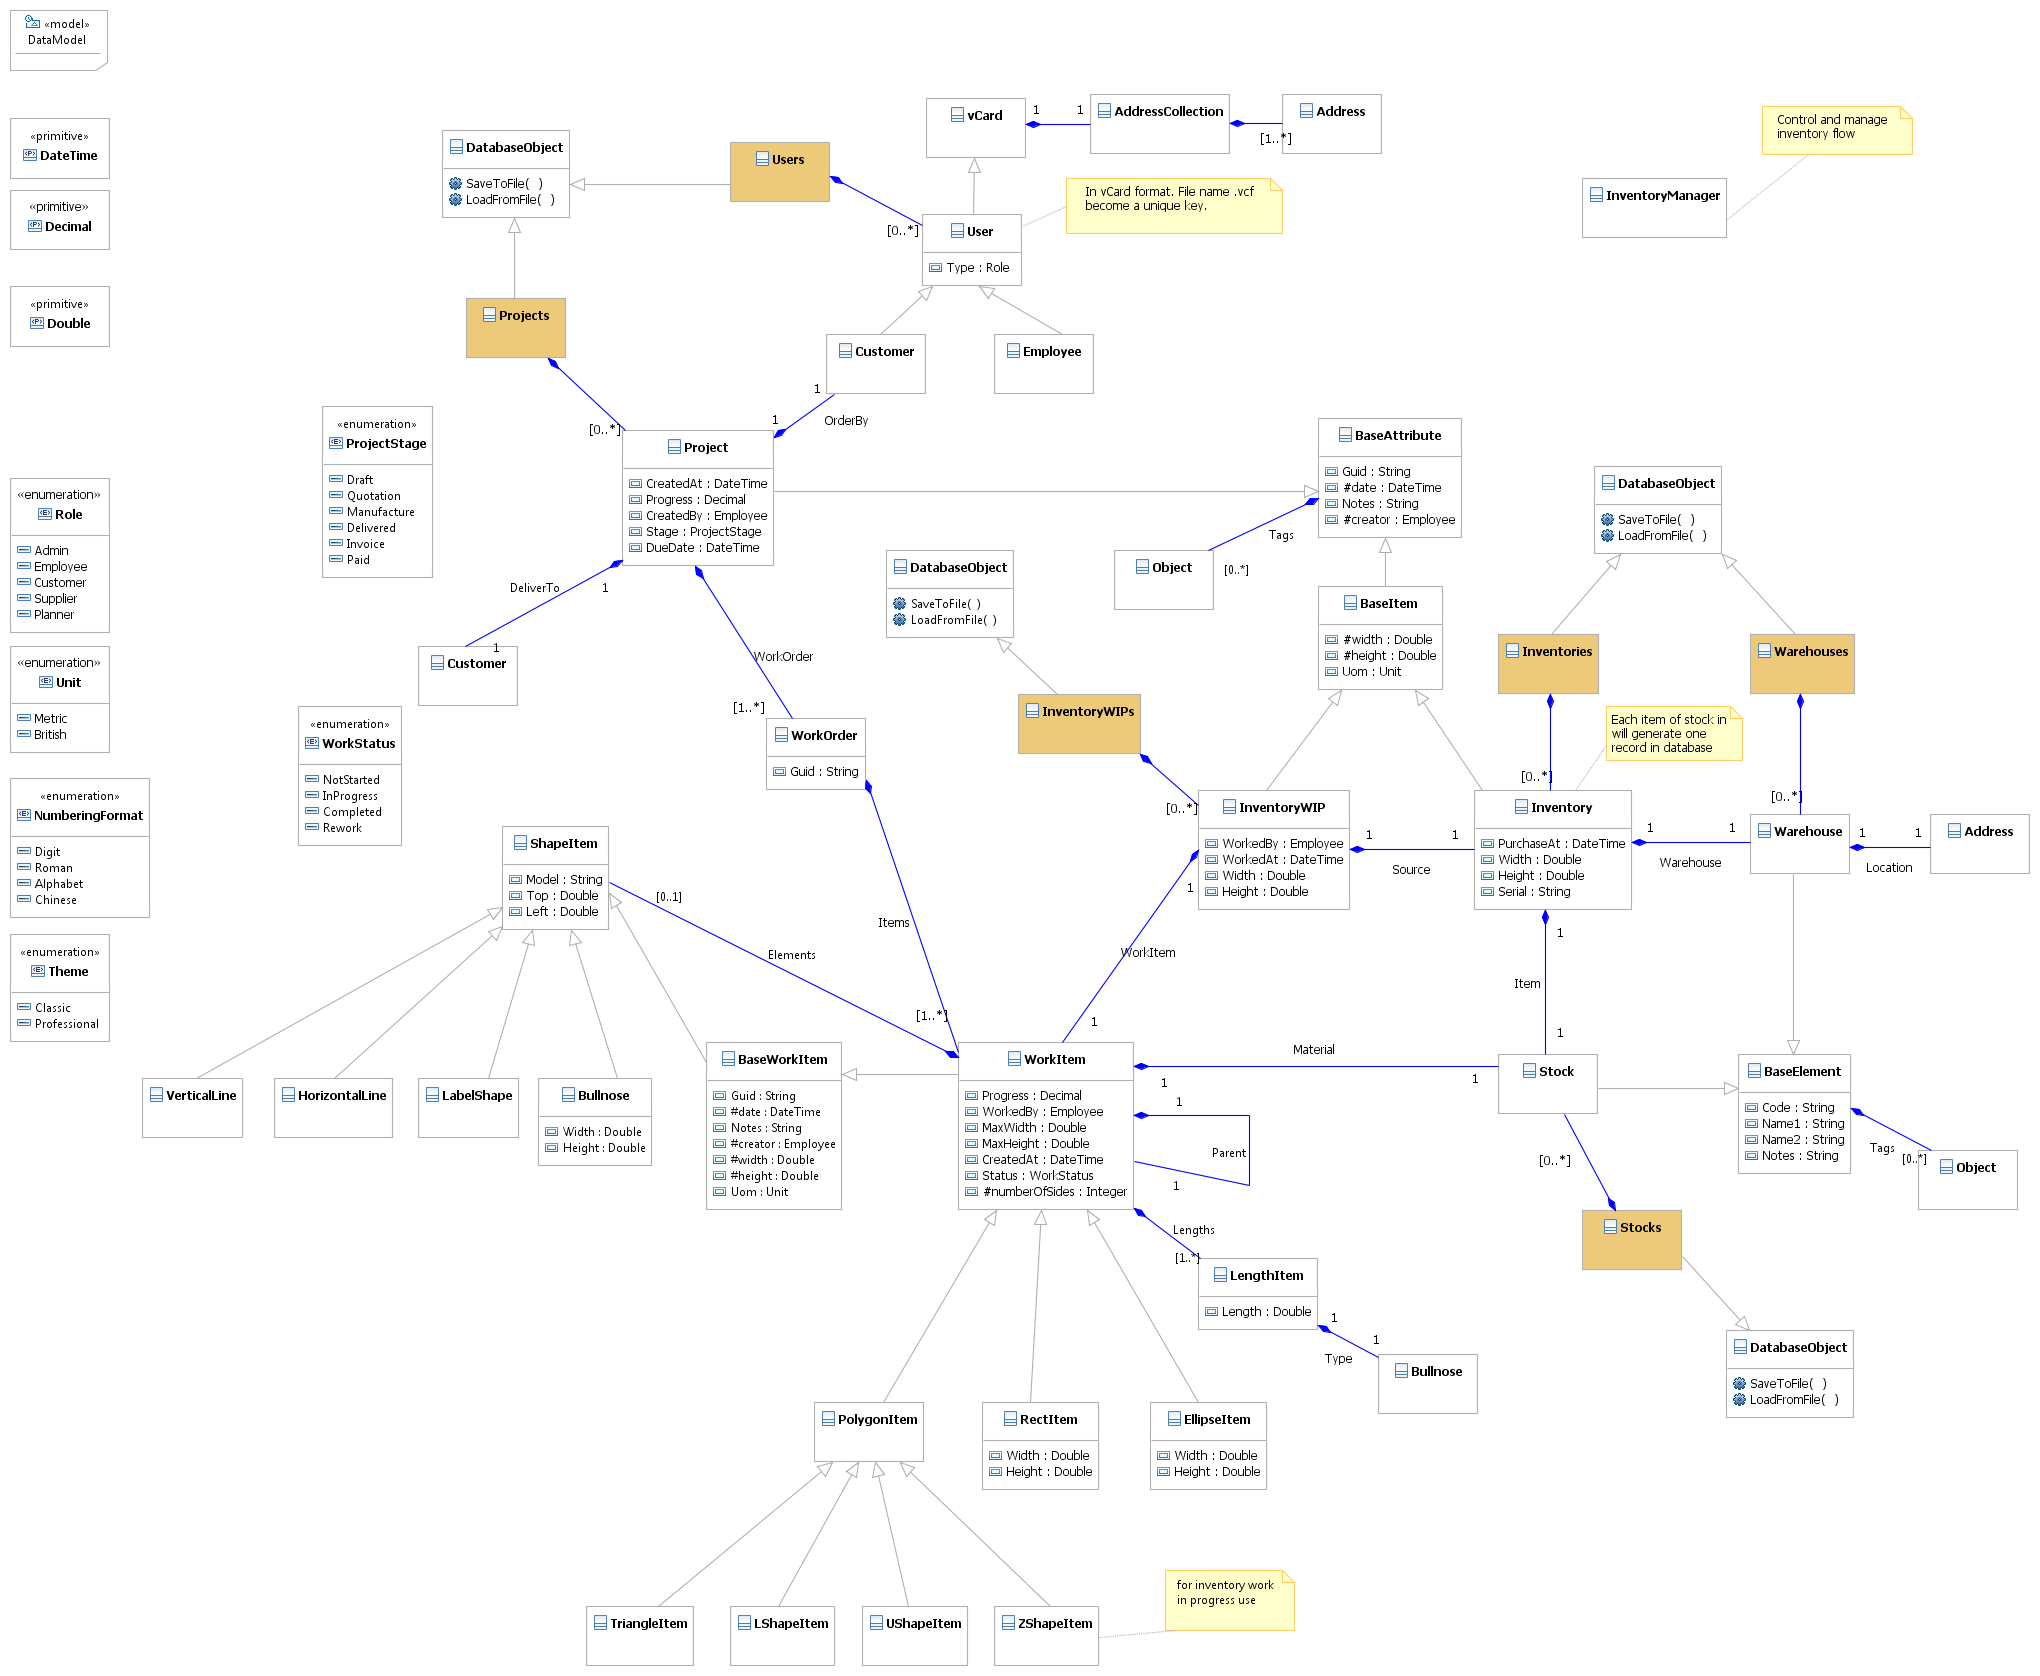 «model»
DataModel
«primitive»
DateTime
«primitive»
Decimal
«primitive»
Double
«enumeration»
Role
Admin
Employee
Customer
Supplier
Planner
«enumeration»
Unit
Metric
British
«enumeration»
NumberingFormat
Digit
Roman
Alphabet
Chinese
«enumeration»
Theme
Classic
Professional
«enumeration»
ProjectStage
Draft
Quotation
Manufacture
Delivered
Invoice
Paid
«enumeration»
WorkStatus
NotStarted
InProgress
Completed
Rework
DatabaseObject
SaveToFile( )
LoadFromFile( )
Users
[0..*]
vCard
1
1
AddressCollection
[1..*]
Address
In vCard format. File name .vcf
become a unique key.
User
Type : Role
Customer
Employee
Control and manage
inventory flow
InventoryManager
Projects
[0..*]
1
1
OrderBy
Project
CreatedAt : DateTime
Progress : Decimal
CreatedBy : Employee
Stage : ProjectStage
DueDate : DateTime
DeliverTo
1
1
Customer
WorkOrder
[1..*]
WorkOrder
Guid : String
Items
[1..*]
BaseAttribute
Guid : String
#date : DateTime
Notes : String
#creator : Employee
Tags
[0..*]
Object
DatabaseObject
SaveToFile( )
LoadFromFile( )
InventoryWIPs
[0..*]
BaseItem
#width : Double
#height : Double
Uom : Unit
DatabaseObject
SaveToFile( )
LoadFromFile( )
Inventories
Warehouses
Each item of stock in
will generate one
record in database
[0..*]
[0..*]
InventoryWIP
WorkedBy : Employee
WorkedAt : DateTime
Width : Double
Height : Double
1
1
Source
Inventory
PurchaseAt : DateTime
Width : Double
Height : Double
Serial : String
1
1
Warehouse
Warehouse
1
1
Location
Address
1
WorkItem
1
1
Item
1
ShapeItem
Model : String
Top : Double
Left : Double
[0..1]
Elements
VerticalLine
HorizontalLine
LabelShape
Bullnose
Width : Double
Height : Double
BaseWorkItem
Guid : String
#date : DateTime
Notes : String
#creator : Employee
#width : Double
#height : Double
Uom : Unit
WorkItem
Progress : Decimal
WorkedBy : Employee
MaxWidth : Double
MaxHeight : Double
CreatedAt : DateTime
Status : WorkStatus
#numberOfSides : Integer
Material
1
1
1
Parent
1
Stock
BaseElement
Code : String
Name1 : String
Name2 : String
Notes : String
Tags
[0..*]
Object
[0..*]
Stocks
DatabaseObject
SaveToFile( )
LoadFromFile( )
Lengths
[1..*]
LengthItem
Length : Double
1
1
Type
Bullnose
PolygonItem
RectItem
Width : Double
Height : Double
EllipseItem
Width : Double
Height : Double
TriangleItem
LShapeItem
UShapeItem
ZShapeItem
for inventory work
in progress use